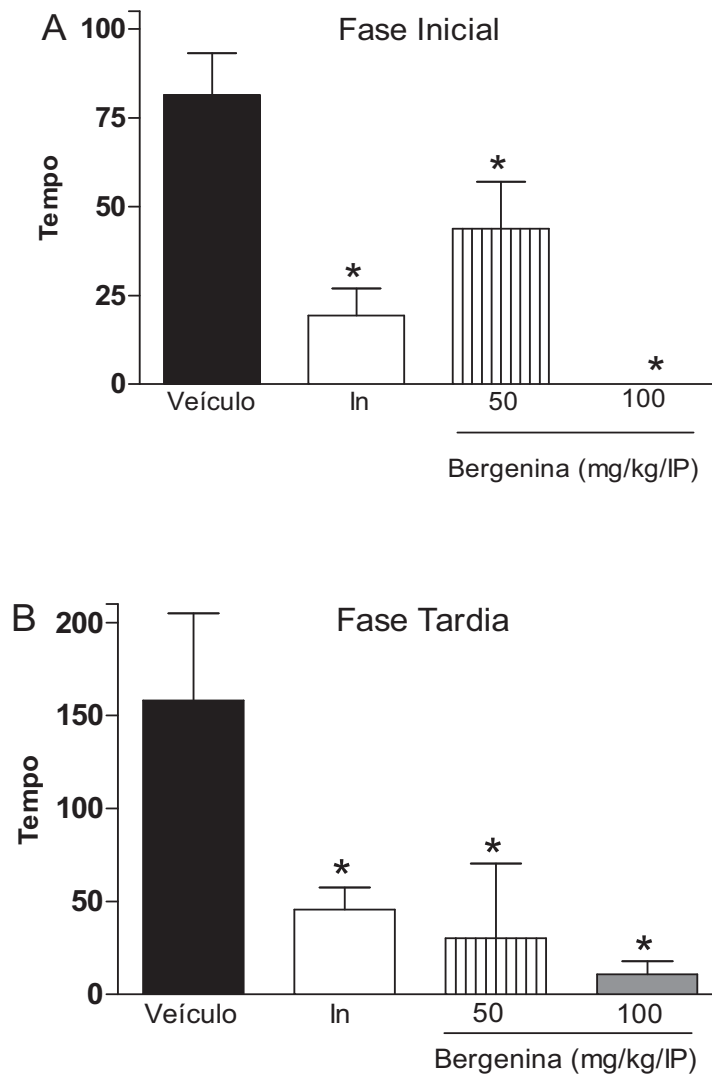 A
Fase Inicial
Tempo
100
75
50
25
0
*
*
*
Veículo In 50 100
Bergenina (mg/kg/IP)
B
Fase Tardia
Tempo
200
150
100
50
0
*
*
*
Veículo In 50 100
Bergenina (mg/kg/IP)